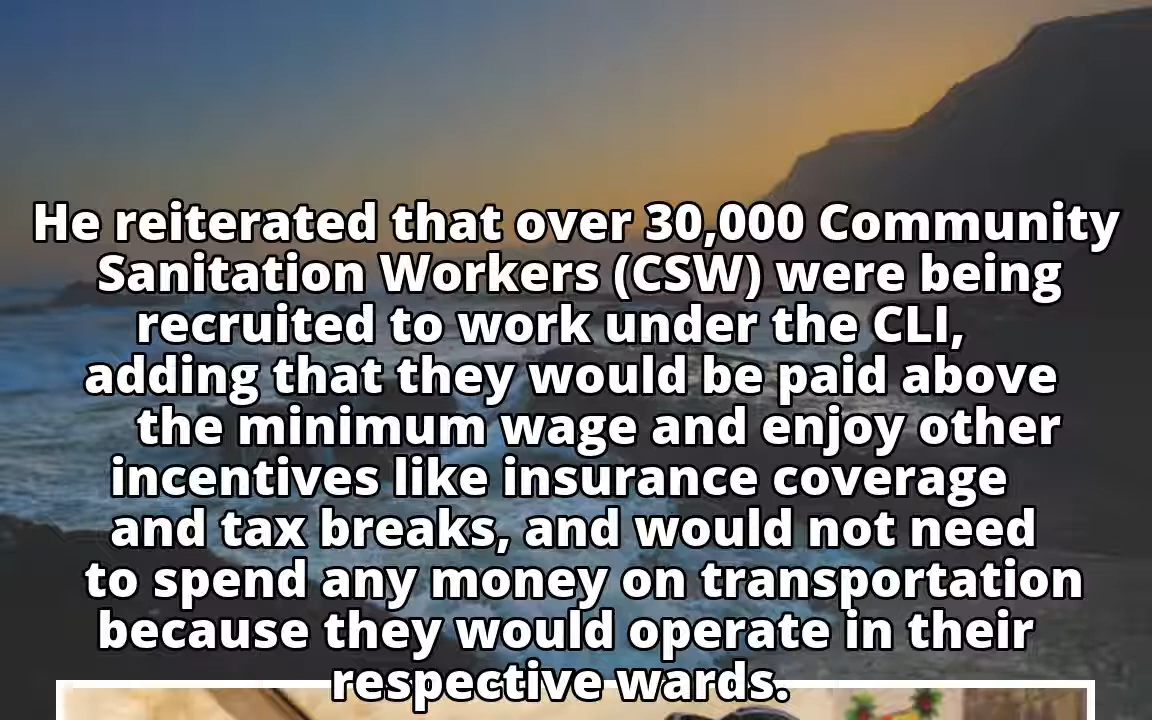 He reiterated that over 30,000 Community
Sanitation Workers (CSW) were being
recruited to work under the CLI,
adding that they would be paid above
the minimum wage and enjoy other
incentives like insurance coverage
and tax breaks, and would not need
to spend any money on transportation
because they would operate in their
respective wards.